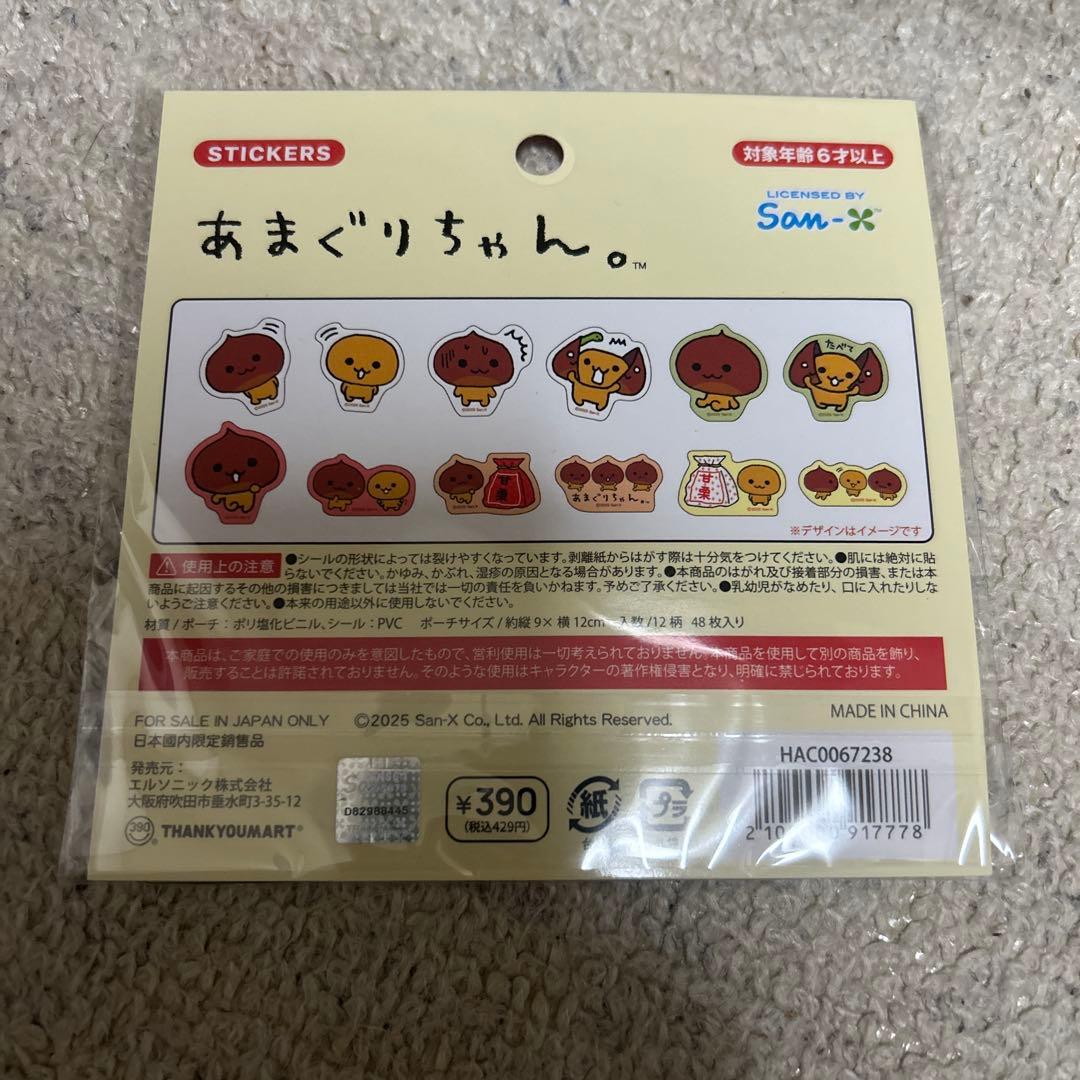 STICKERS
対象年齢6才以上
LICENSED BY
San-X™
あまぐりちゃん。™
たべて
甘栗
あまぐりちゃん。
甘栗
※デザインはイメージです
使用上の注意 ●シールの形状によっては裂けやすくなっています。剥離紙からはがす際は十分気をつけてください。●肌には絶対に貼
らないでください。かゆみ、かぶれ、湿疹の原因となる場合があります。●本商品のはがれ及び接着部分の損害、または本
商品に起因するその他の損害につきましては当社では一切の責任を負いかねます。予めご了承ください。●乳幼児がなめたり、口に入れたりしな
いようご注意ください。●本来の用途以外に使用しないでください。
材質/ポーチ:ポリ塩化ビニル、シール:PVC ポーチサイズ/約縦9×横12cm 入数/12柄 48枚入り
本商品は、ご家庭での使用のみを意図したもので、営利使用は一切考えられておりません。本商品を使用して別の商品を飾り、
販売することは許諾されておりません。そのような使用はキャラクターの著作権侵害となり、明確に禁じられております。
FOR SALE IN JAPAN ONLY ©2025 San-X Co., Ltd. All Rights Reserved.
MADE IN CHINA
日本國内限定銷售品
発売元:
エルソニック株式会社
大阪府吹田市垂水町3-35-12
390 THANKYOUMART®
D82988445
¥390
(税込429円)
紙
プラ
HAC0067238
917778